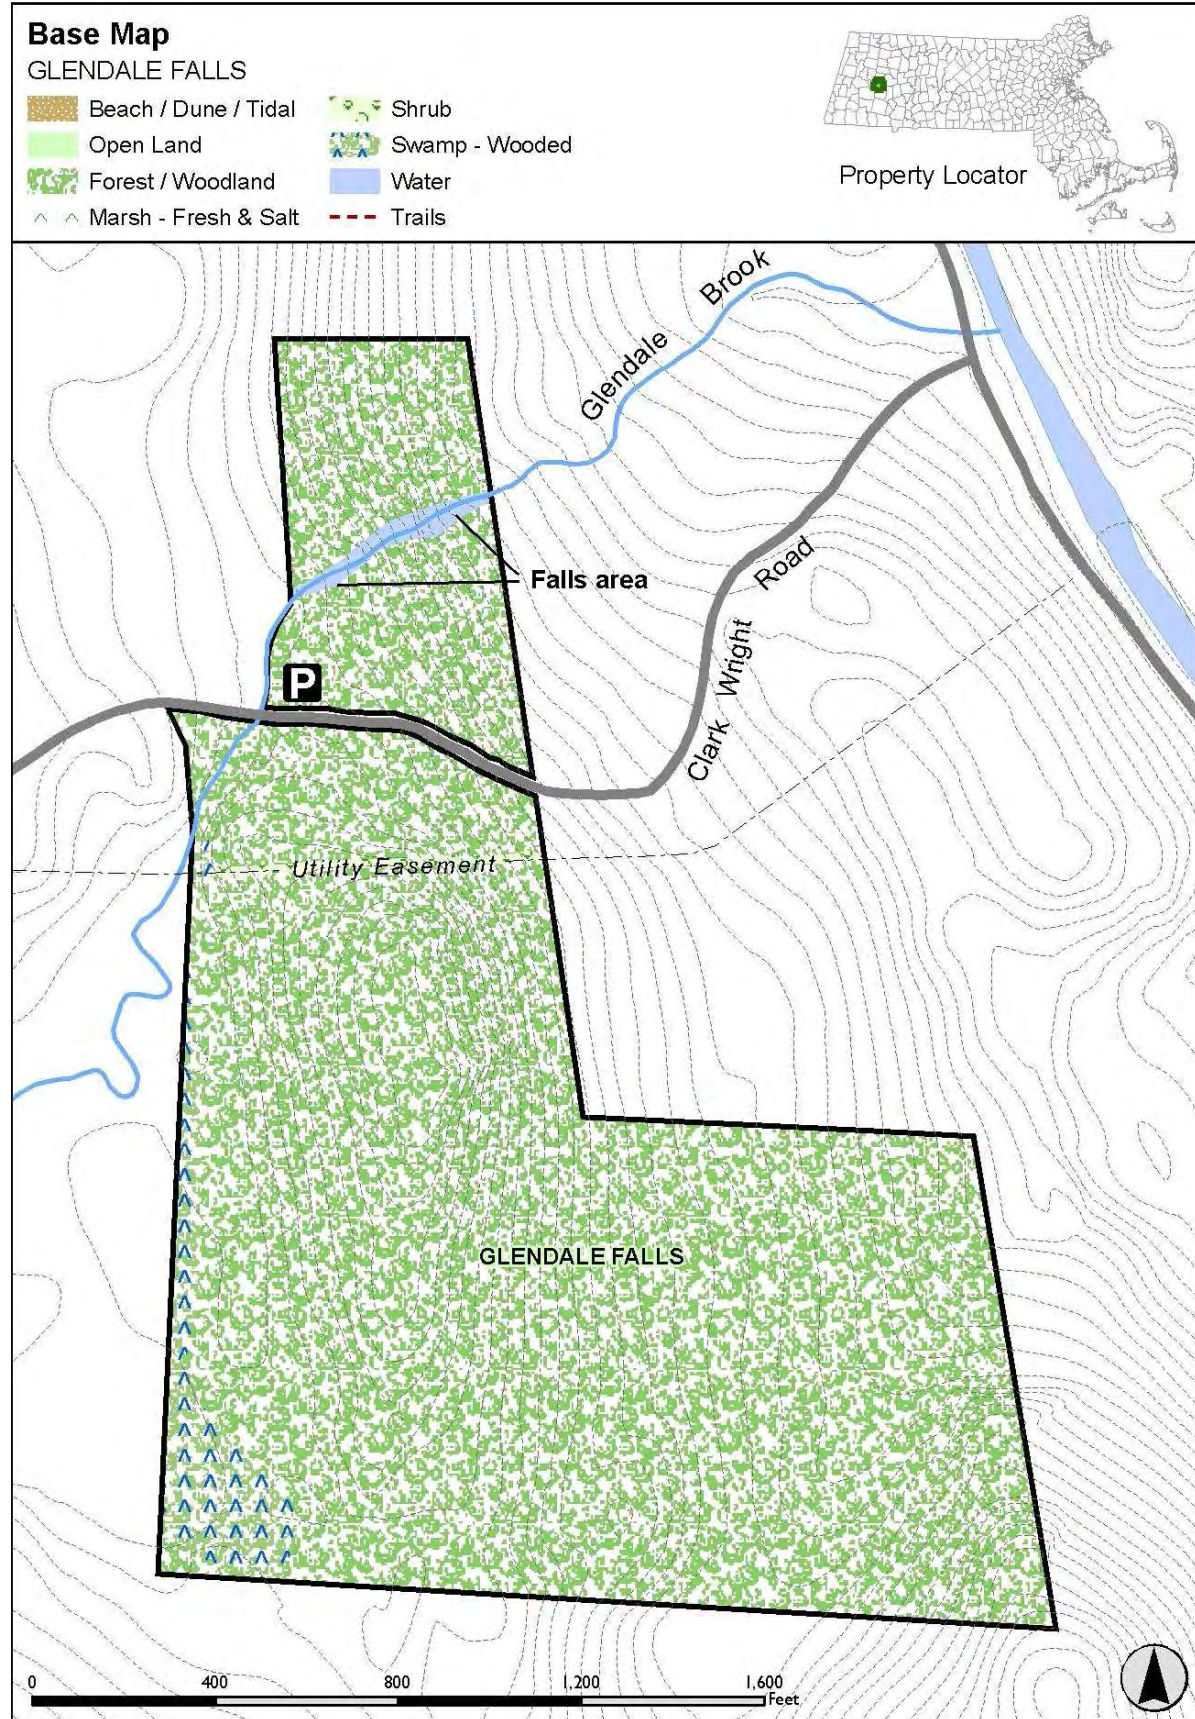 Base Map
GLENDALE FALLS
Beach / Dune / Tidal
Open Land
Forest / Woodland
Marsh - Fresh & Salt
Shrub
Swamp - Wooded
Water
Trails
Property Locator
Glendale Brook
Falls area
Clark Wright Road
P
Utility Easement
GLENDALE FALLS
0 400 800 1,200 1,600
Feet